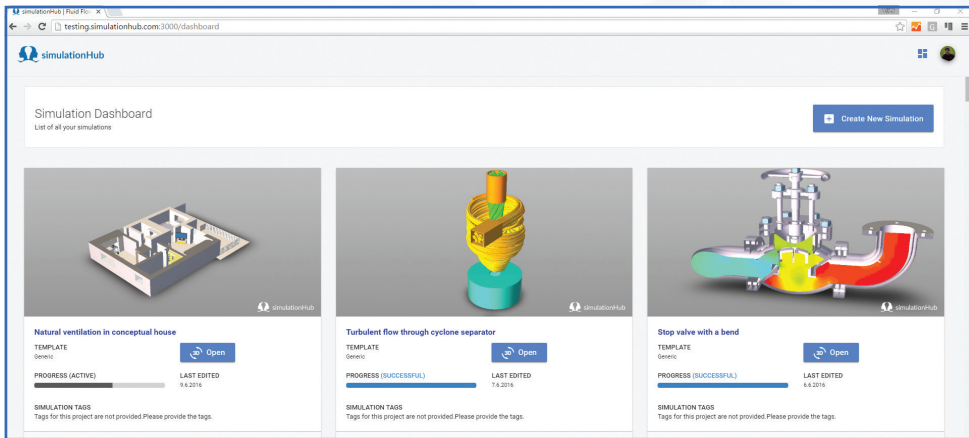 simulationHub | Fluid Flo
testing.simulationhub.com:3000/dashboard
simulationHub
Simulation Dashboard
List of all your simulations
Create New Simulation
simulationHub
simulationHub
simulationHub
Natural ventilation in conceptual house
TEMPLATE
Generic
3D Open
PROGRESS (ACTIVE)
LAST EDITED
9.6.2016
SIMULATION TAGS
Tags for this project are not provided.Please provide the tags.
Turbulent flow through cyclone separator
TEMPLATE
Generic
3D Open
PROGRESS (SUCCESSFUL)
LAST EDITED
7.6.2016
SIMULATION TAGS
Tags for this project are not provided.Please provide the tags.
Stop valve with a bend
TEMPLATE
Generic
3D Open
PROGRESS (SUCCESSFUL)
LAST EDITED
6.6.2016
SIMULATION TAGS
Tags for this project are not provided.Please provide the tags.